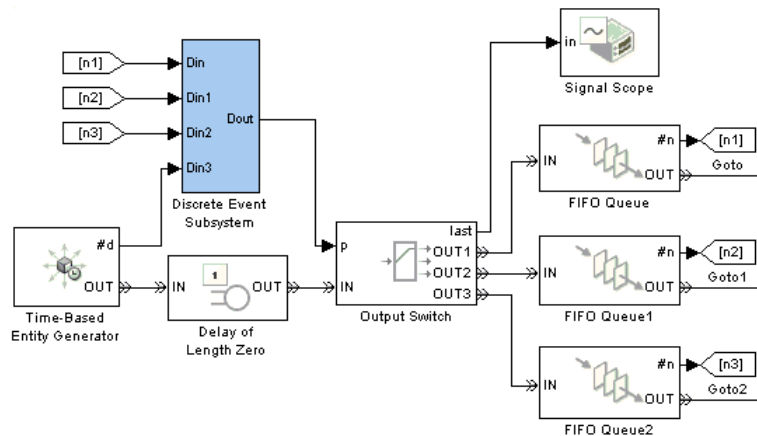 [n1]
[n2]
[n3]
Din
Din1
Din2
Din3
Dout
Discrete Event
Subsystem
in
Signal Scope
IN
#n
OUT
[n1]
Goto
FIFO Queue
#d
OUT
Time-Based
Entity Generator
IN
1
OUT
Delay of
Length Zero
p
IN
last
OUT1
OUT2
OUT3
Output Switch
IN
#n
OUT
[n2]
Goto1
FIFO Queue1
IN
#n
OUT
[n3]
Goto2
FIFO Queue2